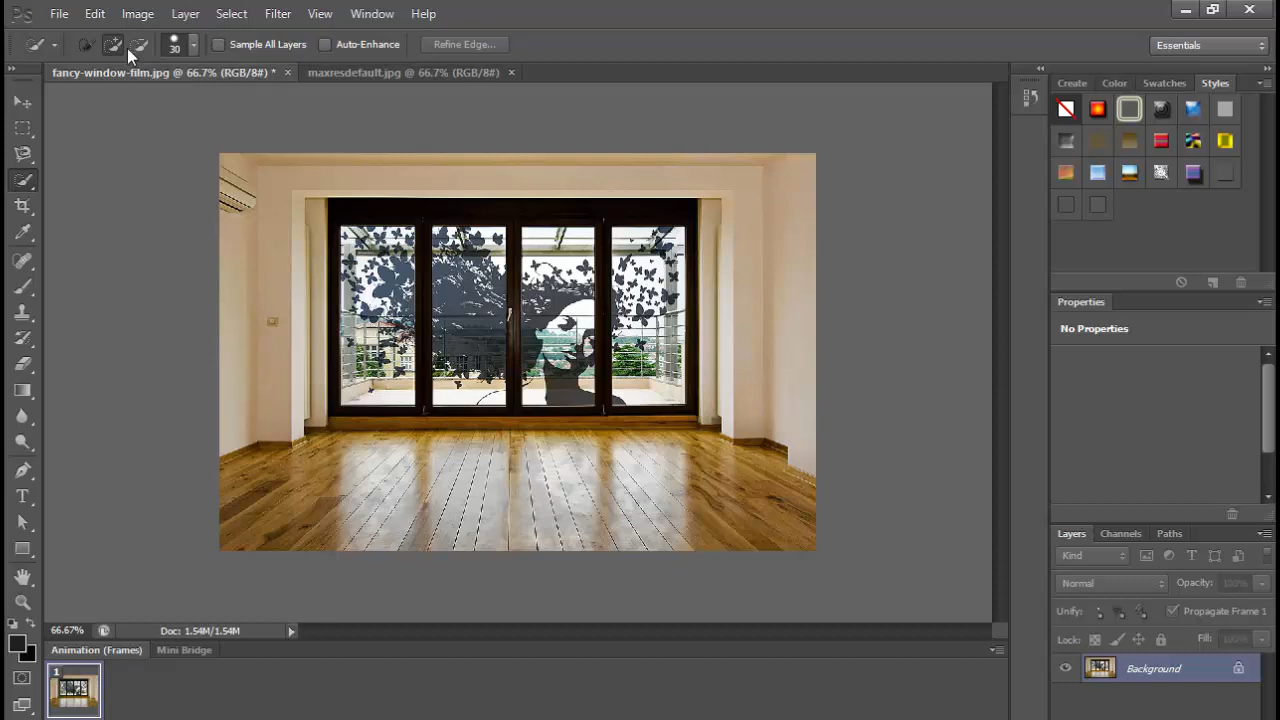 Ps File Edit Image Layer Select Filter View Window Help
30 Sample All Layers Auto-Enhance Refine Edge... Essentials
fancy-window-film.jpg @ 66.7% (RGB/8#) * × maxresdefault.jpg @ 66.7% (RGB/8#) ×
Create Color Swatches Styles
Properties
No Properties
Layers Channels Paths
Kind
Normal Opacity: 100%
Unify: Propagate Frame 1
Lock: Fill: 100%
Background
66.67% Doc: 1.54M/1.54M
Animation (Frames) Mini Bridge
1